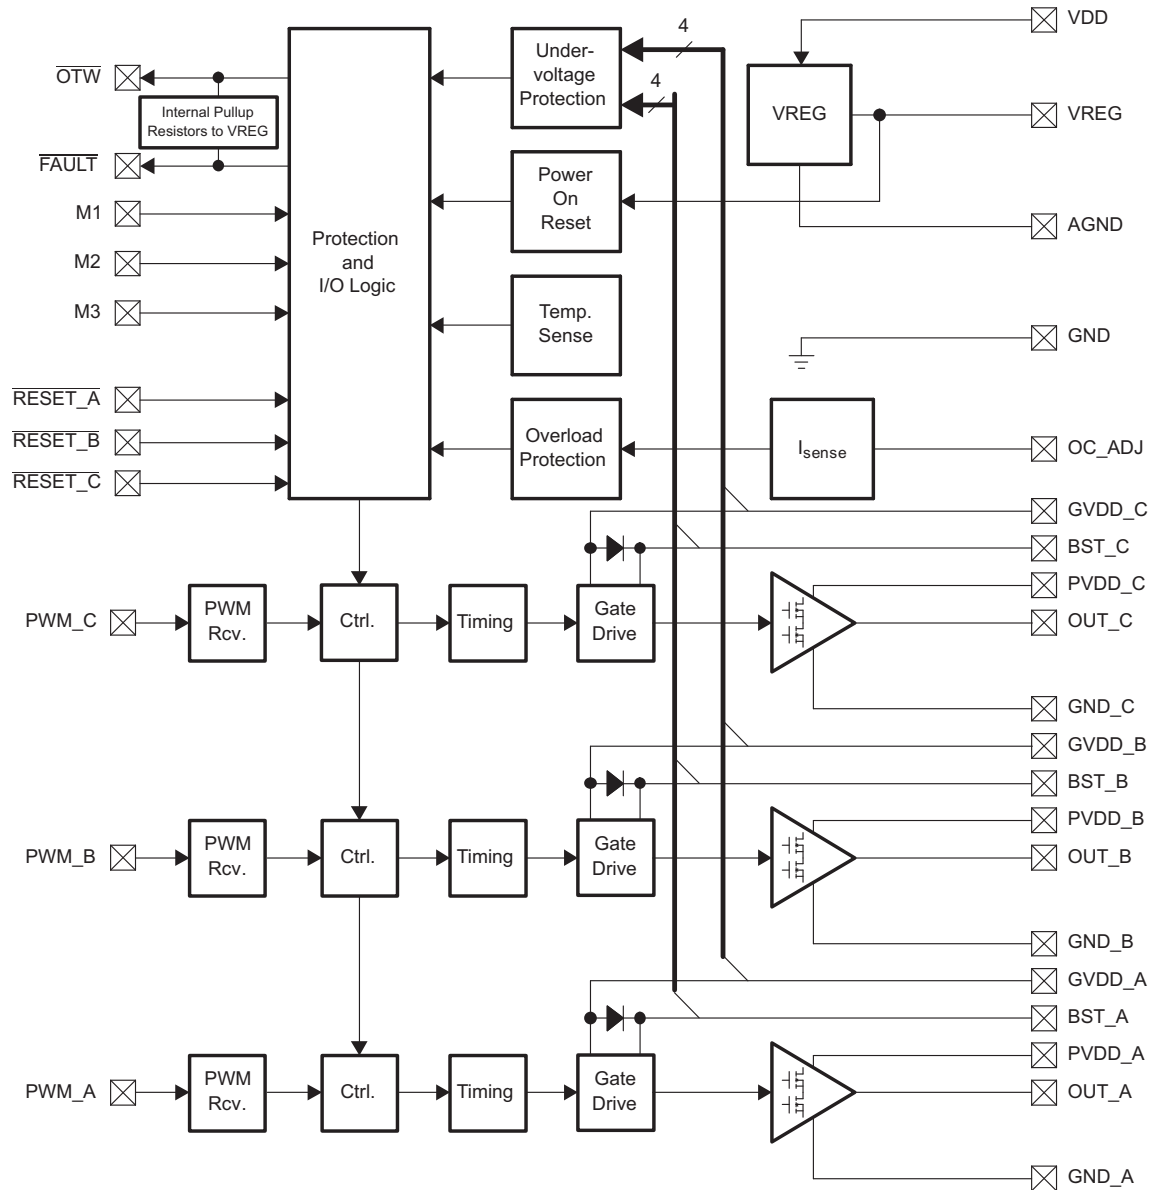 VDD
4
Under-
voltage
Protection
4
OTW
Internal Pullup
Resistors to VREG
VREG
VREG
FAULT
Power
On
Reset
M1
AGND
Protection
and
I/O Logic
M2
M3
Temp.
Sense
GND
RESET_A
RESET_B
RESET_C
Overload
Protection
Isense
OC_ADJ
GVDD_C
BST_C
PVDD_C
PWM_C
PWM
Rcv.
Ctrl.
Timing
Gate
Drive
OUT_C
GND_C
GVDD_B
BST_B
PVDD_B
PWM_B
PWM
Rcv.
Ctrl.
Timing
Gate
Drive
OUT_B
GND_B
GVDD_A
BST_A
PVDD_A
PWM_A
PWM
Rcv.
Ctrl.
Timing
Gate
Drive
OUT_A
GND_A